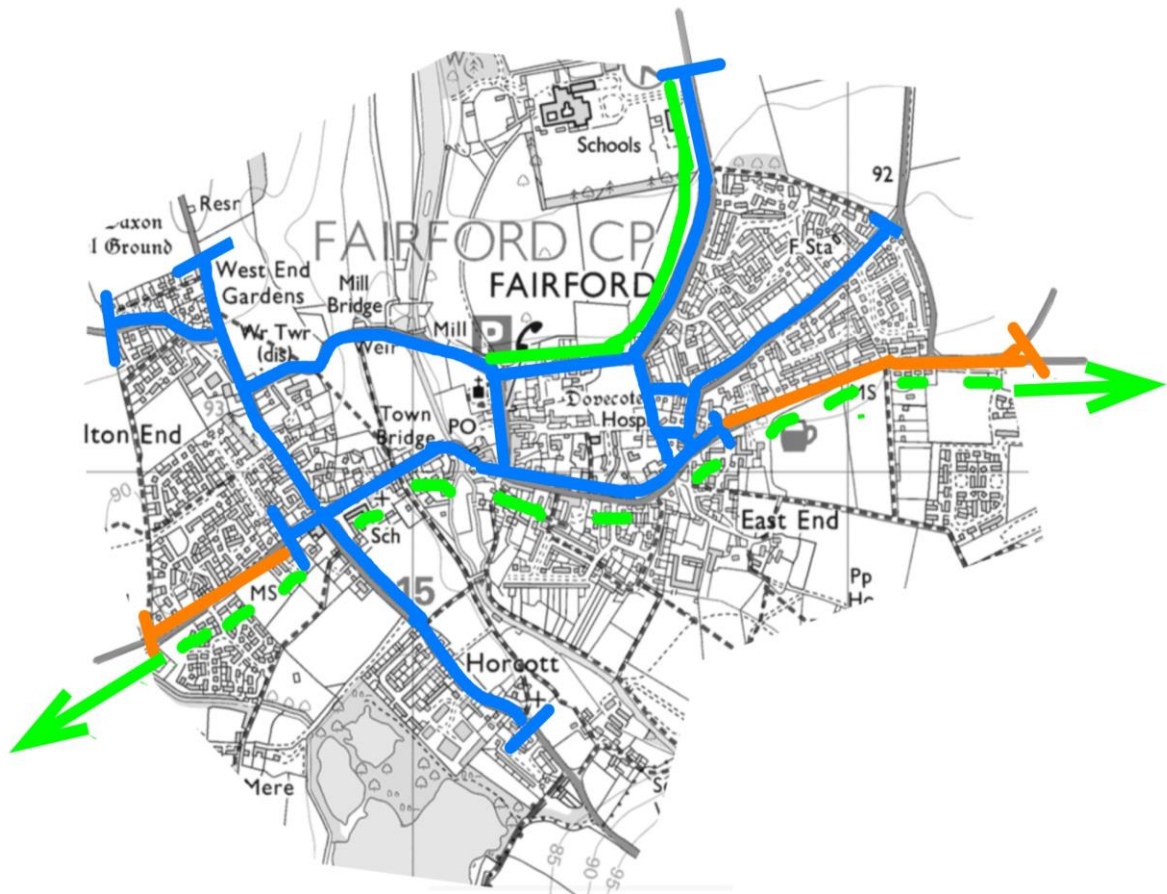 Schools
92
Resr
axon
l Ground
FAIRFORD CP
F Sta
West End
Gardens
Mill
Bridge
FAIRFORD
P
Mill
Weir
Wr Twr
(dis)
93
Dovecote
MS
Hosp
Town
Bridge
PO
lton End
90
East End
Sch
MS
15
Pp
Ho
Horcott
Mere
85
90
95